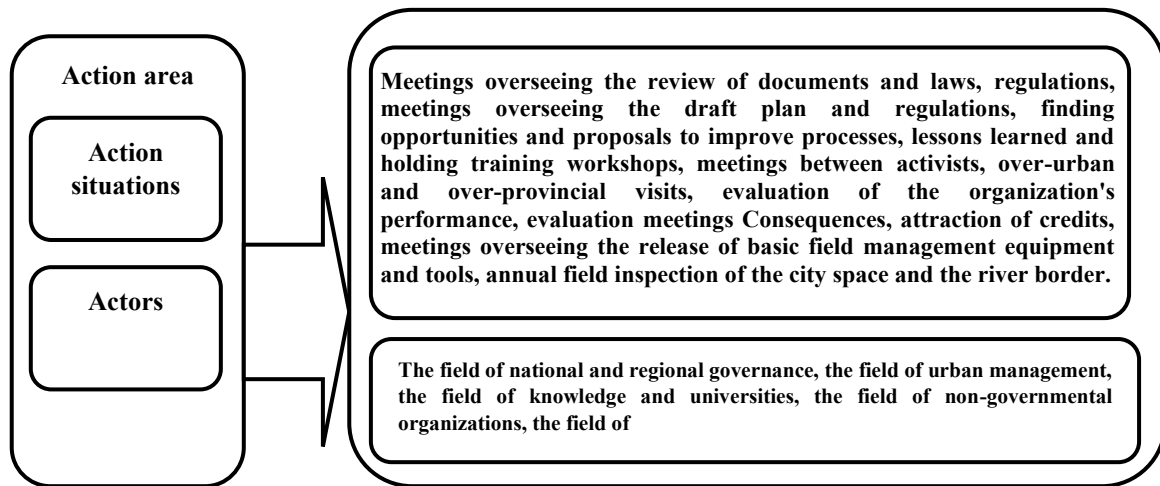 Action area
Action
situations
Actors
Meetings overseeing the review of documents and laws, regulations,
meetings overseeing the draft plan and regulations, finding
opportunities and proposals to improve processes, lessons learned and
holding training workshops, meetings between activists, over-urban
and over-provincial visits, evaluation of the organization's
performance, evaluation meetings Consequences, attraction of credits,
meetings overseeing the release of basic field management equipment
and tools, annual field inspection of the city space and the river border.
The field of national and regional governance, the field of urban management,
the field of knowledge and universities, the field of non-governmental
organizations, the field of